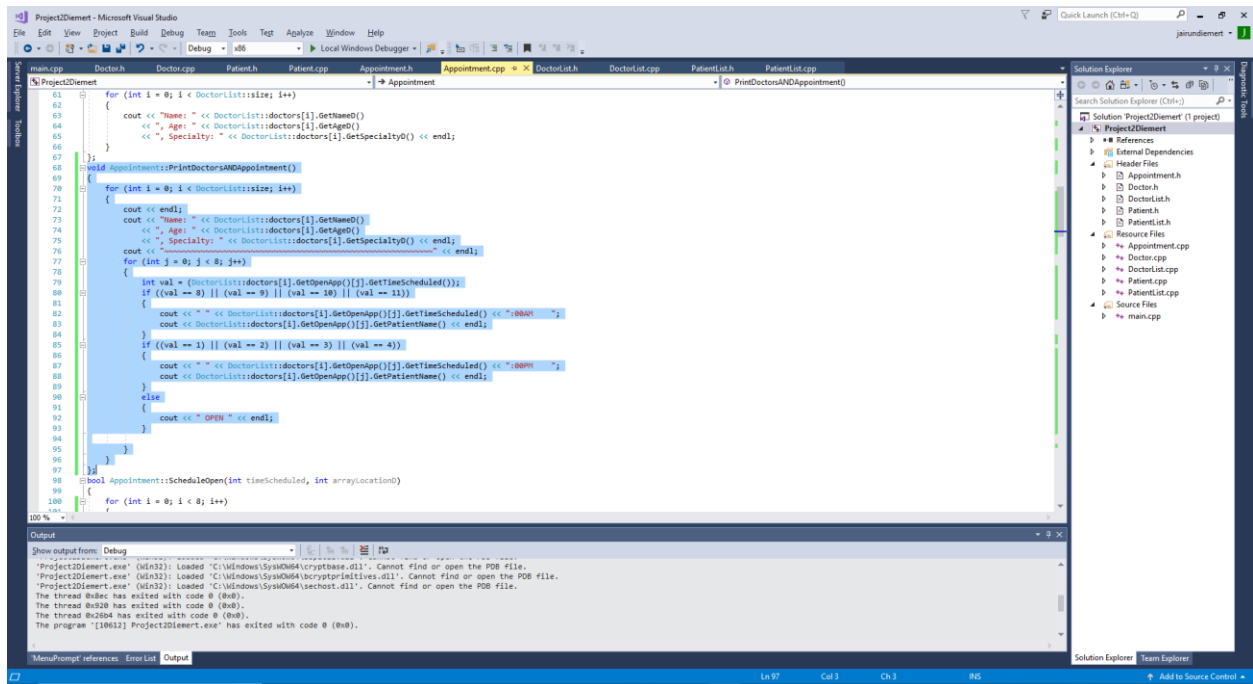 Project2Diemert - Microsoft Visual Studio
Quick Launch (Ctrl+Q)
File Edit View Project Build Debug Team Tools Test Analyze Window Help
jairundiemert
J
Debug x86 Local Windows Debugger
Server Explorer
Toolbox
main.cpp Doctor.h Doctor.cpp Patient.h Patient.cpp Appointment.h Appointment.cpp DoctorList.h DoctorList.cpp PatientList.h PatientList.cpp
Project2Diemert Appointment PrintDoctorsANDAppointment()
61 for (int i = 0; i < DoctorList::size; i++)
62 {
63 cout << "Name: " << DoctorList::doctors[i].GetNameD()
64 << ", Age: " << DoctorList::doctors[i].GetAgeD()
65 << ", Specialty: " << DoctorList::doctors[i].GetSpecialtyD() << endl;
66 }
67 };
68 void Appointment::PrintDoctorsANDAppointment()
69 {
70 for (int i = 0; i < DoctorList::size; i++)
71 {
72 cout << endl;
73 cout << "Name: " << DoctorList::doctors[i].GetNameD()
74 << ", Age: " << DoctorList::doctors[i].GetAgeD()
75 << ", Specialty: " << DoctorList::doctors[i].GetSpecialtyD() << endl;
76 cout << "~~~~~~~~~~~~~~~~~~~~~~~~~~~~~~~~~~~~~~~~~~~~~~~~~~~~~~~~~~~" << endl;
77 for (int j = 0; j < 8; j++)
78 {
79 int val = (DoctorList::doctors[i].GetOpenApp()[j].GetTimeScheduled());
80 if ((val == 8) || (val == 9) || (val == 10) || (val == 11))
81 {
82 cout << " " << DoctorList::doctors[i].GetOpenApp()[j].GetTimeScheduled() << ":00AM    ";
83 cout << DoctorList::doctors[i].GetOpenApp()[j].GetPatientName() << endl;
84 }
85 if ((val == 1) || (val == 2) || (val == 3) || (val == 4))
86 {
87 cout << " " << DoctorList::doctors[i].GetOpenApp()[j].GetTimeScheduled() << ":00PM    ";
88 cout << DoctorList::doctors[i].GetOpenApp()[j].GetPatientName() << endl;
89 }
90 else
91 {
92 cout << " OPEN " << endl;
93 }
94
95 }
96 }
97 };
98 bool Appointment::ScheduleOpen(int timeScheduled, int arrayLocationD)
99 {
100 for (int i = 0; i < 8; i++)
100 %
Output
Show output from: Debug
'Project2Diemert.exe' (Win32): Loaded 'C:\Windows\SysWOW64\cryptbase.dll'. Cannot find or open the PDB file.
'Project2Diemert.exe' (Win32): Loaded 'C:\Windows\SysWOW64\bcryptprimitives.dll'. Cannot find or open the PDB file.
'Project2Diemert.exe' (Win32): Loaded 'C:\Windows\SysWOW64\sechost.dll'. Cannot find or open the PDB file.
The thread 0x8ec has exited with code 0 (0x0).
The thread 0x920 has exited with code 0 (0x0).
The thread 0x26b4 has exited with code 0 (0x0).
The program '[10612] Project2Diemert.exe' has exited with code 0 (0x0).
'MenuPrompt' references Error List Output
Solution Explorer
Search Solution Explorer (Ctrl+;)
Solution 'Project2Diemert' (1 project)
Project2Diemert
References
External Dependencies
Header Files
Appointment.h
Doctor.h
DoctorList.h
Patient.h
PatientList.h
Resource Files
Appointment.cpp
Doctor.cpp
DoctorList.cpp
Patient.cpp
PatientList.cpp
Source Files
main.cpp
Solution Explorer Team Explorer
Diagnostic Tools
Ln 97 Col 3 Ch 3 INS Add to Source Control